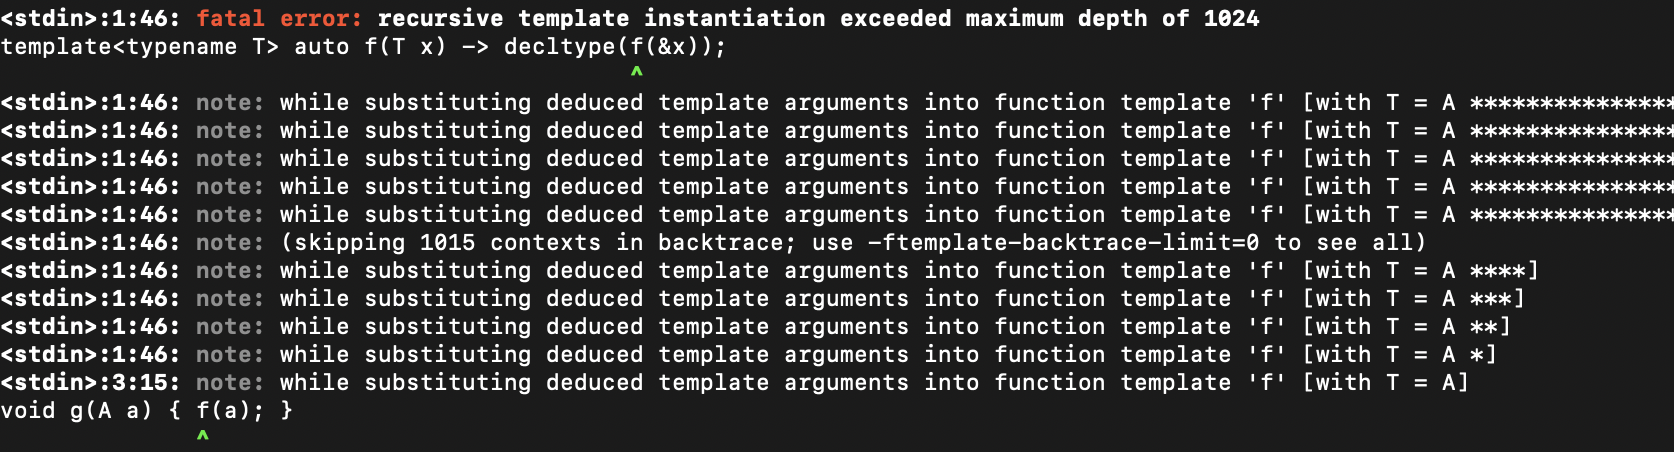 <stdin>:1:46: fatal error: recursive template instantiation exceeded maximum depth of 1024
template<typename T> auto f(T x) -> decltype(f(&x));
^
<stdin>:1:46: note: while substituting deduced template arguments into function template 'f' [with T = A ***************
<stdin>:1:46: note: while substituting deduced template arguments into function template 'f' [with T = A ***************
<stdin>:1:46: note: while substituting deduced template arguments into function template 'f' [with T = A ***************
<stdin>:1:46: note: while substituting deduced template arguments into function template 'f' [with T = A ***************
<stdin>:1:46: note: while substituting deduced template arguments into function template 'f' [with T = A ***************
<stdin>:1:46: note: (skipping 1015 contexts in backtrace; use -ftemplate-backtrace-limit=0 to see all)
<stdin>:1:46: note: while substituting deduced template arguments into function template 'f' [with T = A ****]
<stdin>:1:46: note: while substituting deduced template arguments into function template 'f' [with T = A ***]
<stdin>:1:46: note: while substituting deduced template arguments into function template 'f' [with T = A **]
<stdin>:1:46: note: while substituting deduced template arguments into function template 'f' [with T = A *]
<stdin>:3:15: note: while substituting deduced template arguments into function template 'f' [with T = A]
void g(A a) { f(a); }
^